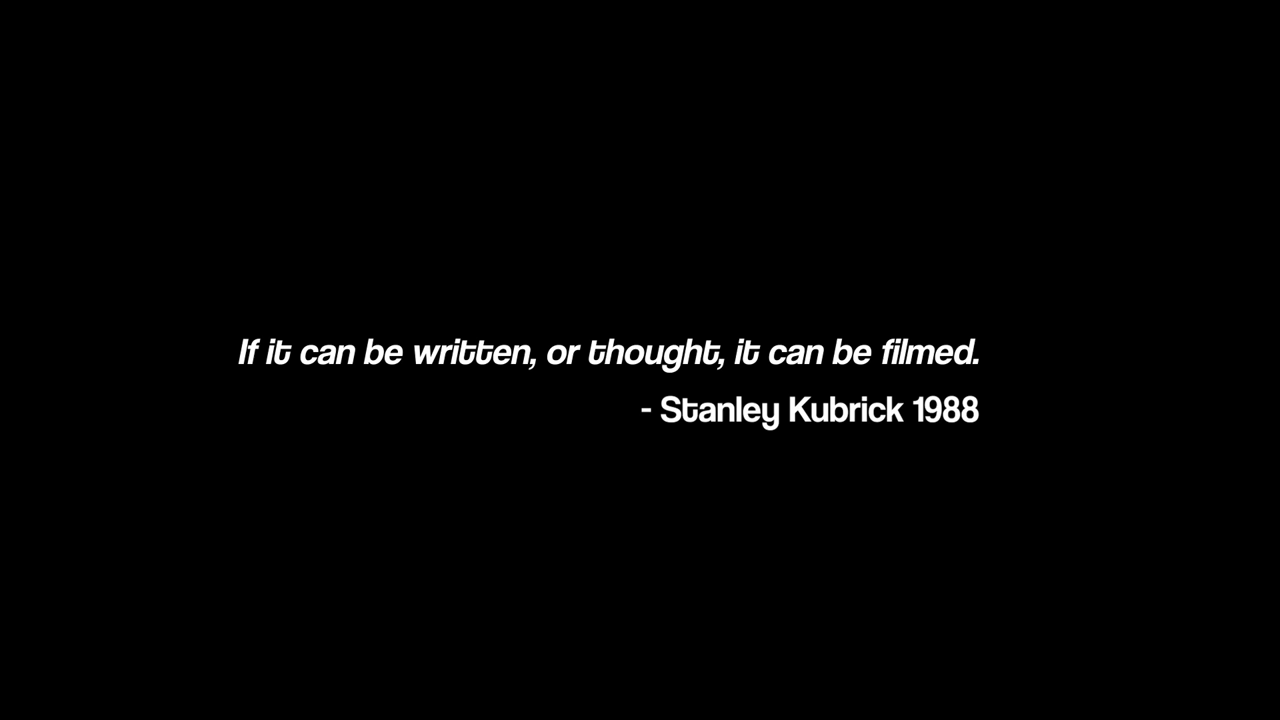 If it can be written, or thought, it can be filmed.
- Stanley Kubrick 1988